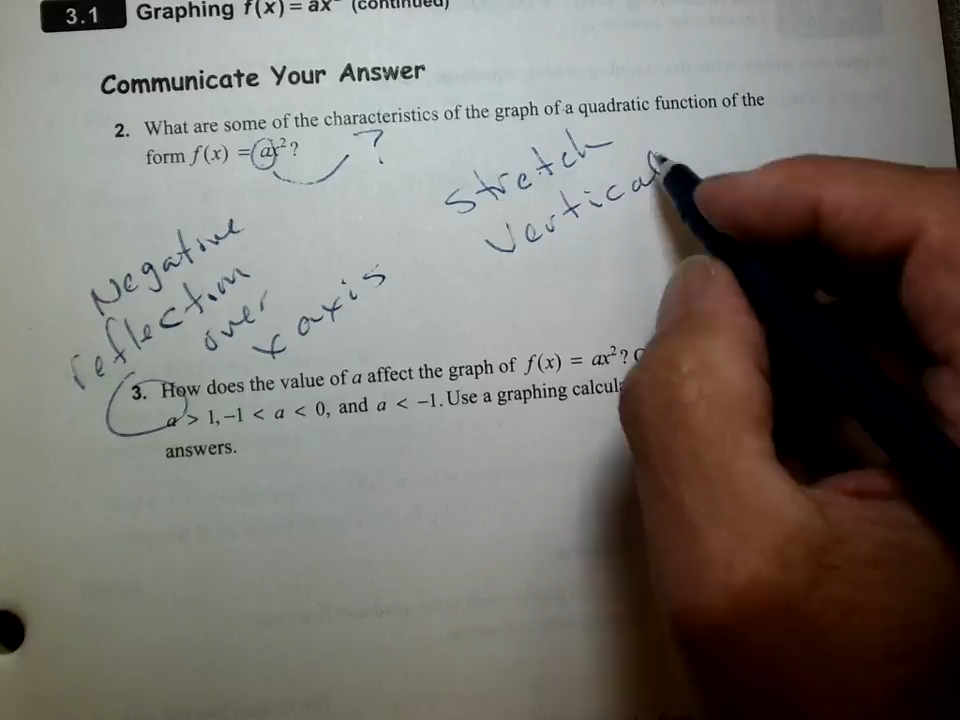 3.1 Graphing f(x) = ax (continued)
Communicate Your Answer
2. What are some of the characteristics of the graph of a quadratic function of the
form f(x) = ax²?
?
stretch
vertical
Negative
reflection
over
x axis
3. How does the value of a affect the graph of f(x) = ax²?
a > 1, −1 < a < 0, and a < −1. Use a graphing
answers.